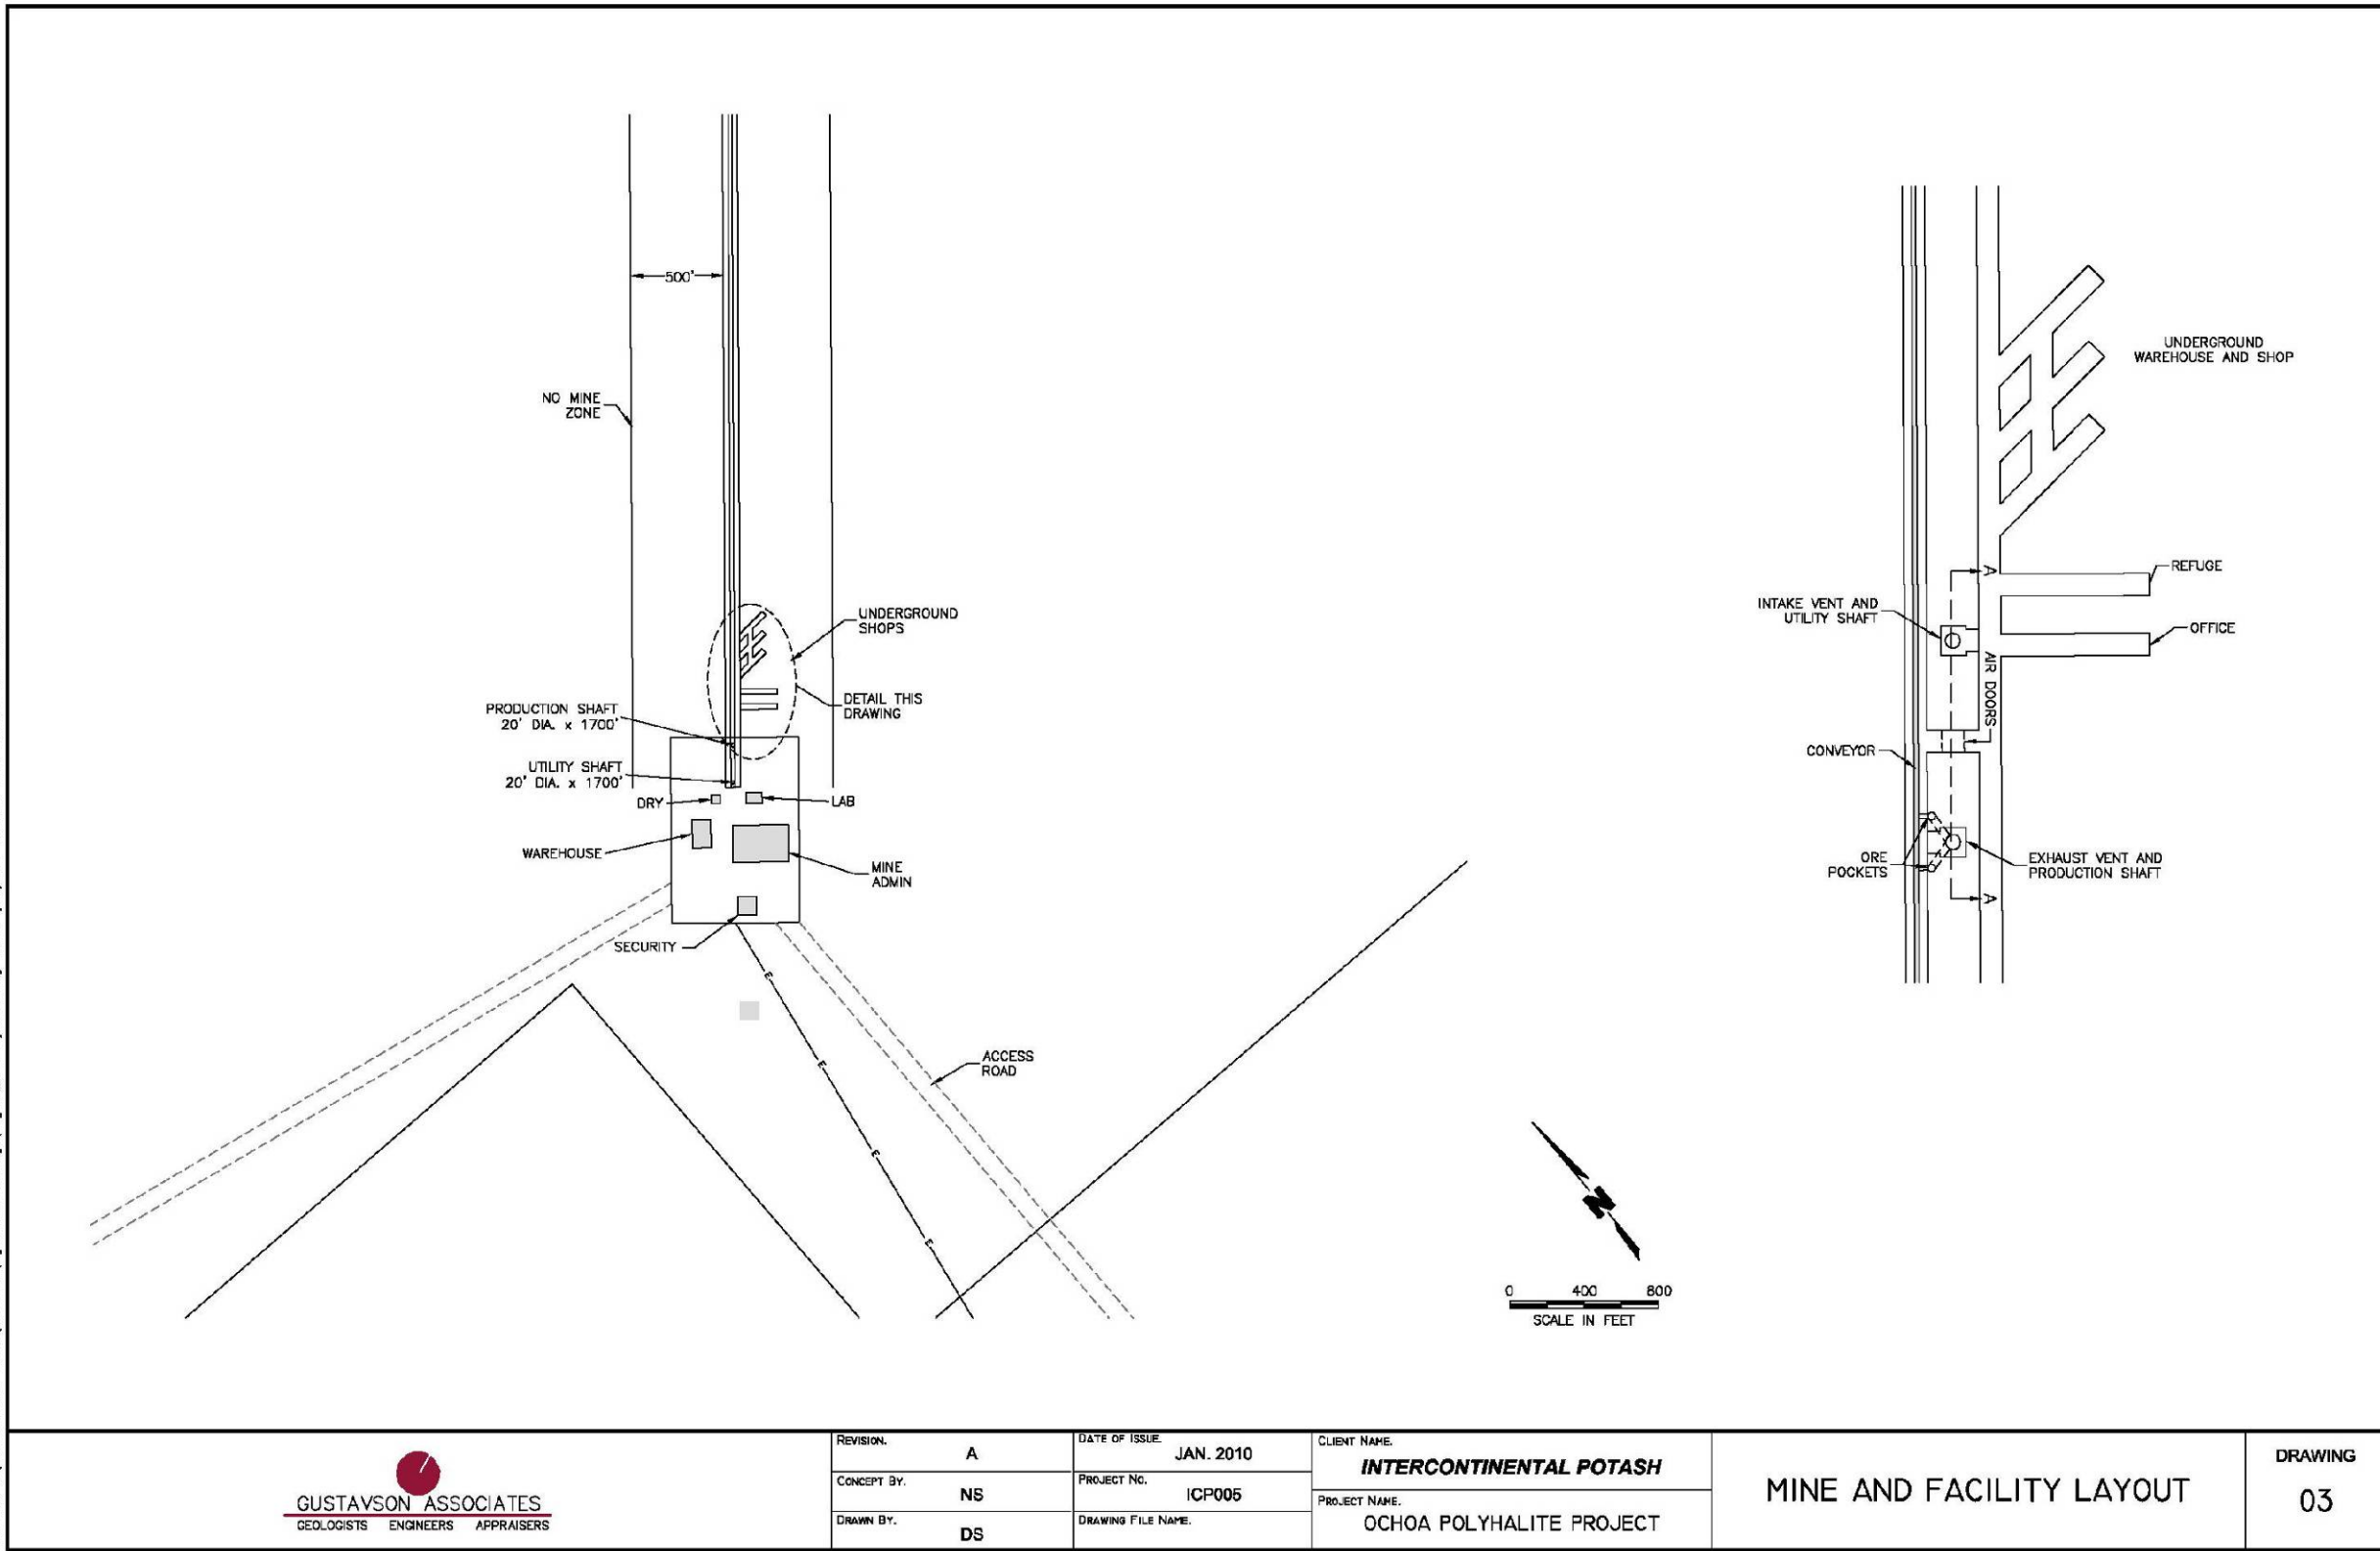 500'
NO MINE
ZONE
UNDERGROUND
SHOPS
DETAIL THIS
DRAWING
PRODUCTION SHAFT
20' DIA. x 1700'
UTILITY SHAFT
20' DIA. x 1700'
DRY
LAB
WAREHOUSE
MINE
ADMIN
SECURITY
E
E
E
E
ACCESS
ROAD
UNDERGROUND
WAREHOUSE AND SHOP
A
REFUGE
INTAKE VENT AND
UTILITY SHAFT
OFFICE
AIR DOORS
CONVEYOR
ORE
POCKETS
EXHAUST VENT AND
PRODUCTION SHAFT
A
N
0 400 800
SCALE IN FEET
GUSTAVSON ASSOCIATES
GEOLOGISTS ENGINEERS APPRAISERS
REVISION.
A
CONCEPT BY.
NS
DRAWN BY.
DS
DATE OF ISSUE.
JAN. 2010
PROJECT NO.
ICP005
DRAWING FILE NAME.
CLIENT NAME.
INTERCONTINENTAL POTASH
PROJECT NAME.
OCHOA POLYHALITE PROJECT
MINE AND FACILITY LAYOUT
DRAWING
03